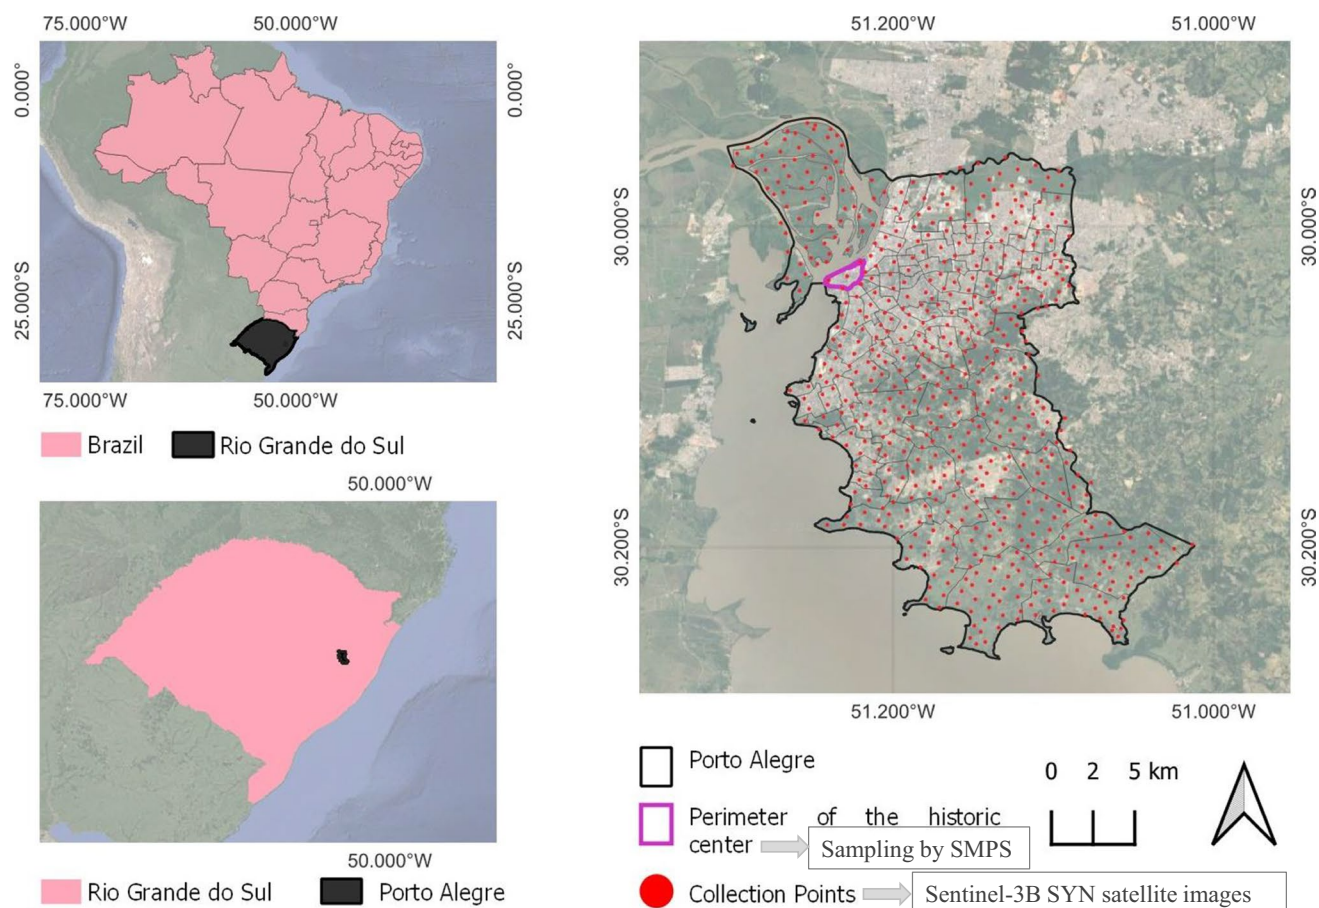 75.000°W 50.000°W
0.000° 0.000°
25.000°S 25.000°S
75.000°W 50.000°W
Brazil Rio Grande do Sul
50.000°W
50.000°W
Rio Grande do Sul Porto Alegre
51.200°W 51.000°W
30.000°S 30.000°S
30.200°S 30.200°S
51.200°W 51.000°W
Porto Alegre
0 2 5 km
Perimeter of the historic
center Sampling by SMPS
Collection Points Sentinel-3B SYN satellite images